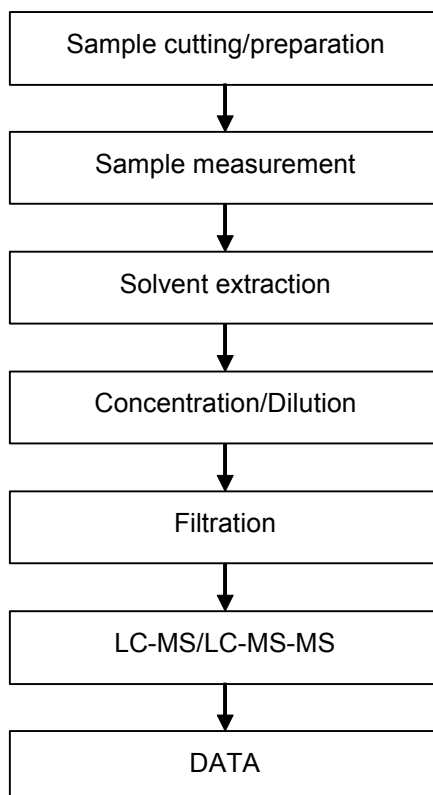 Sample cutting/preparation
Sample measurement
Solvent extraction
Concentration/Dilution
Filtration
LC-MS/LC-MS-MS
DATA